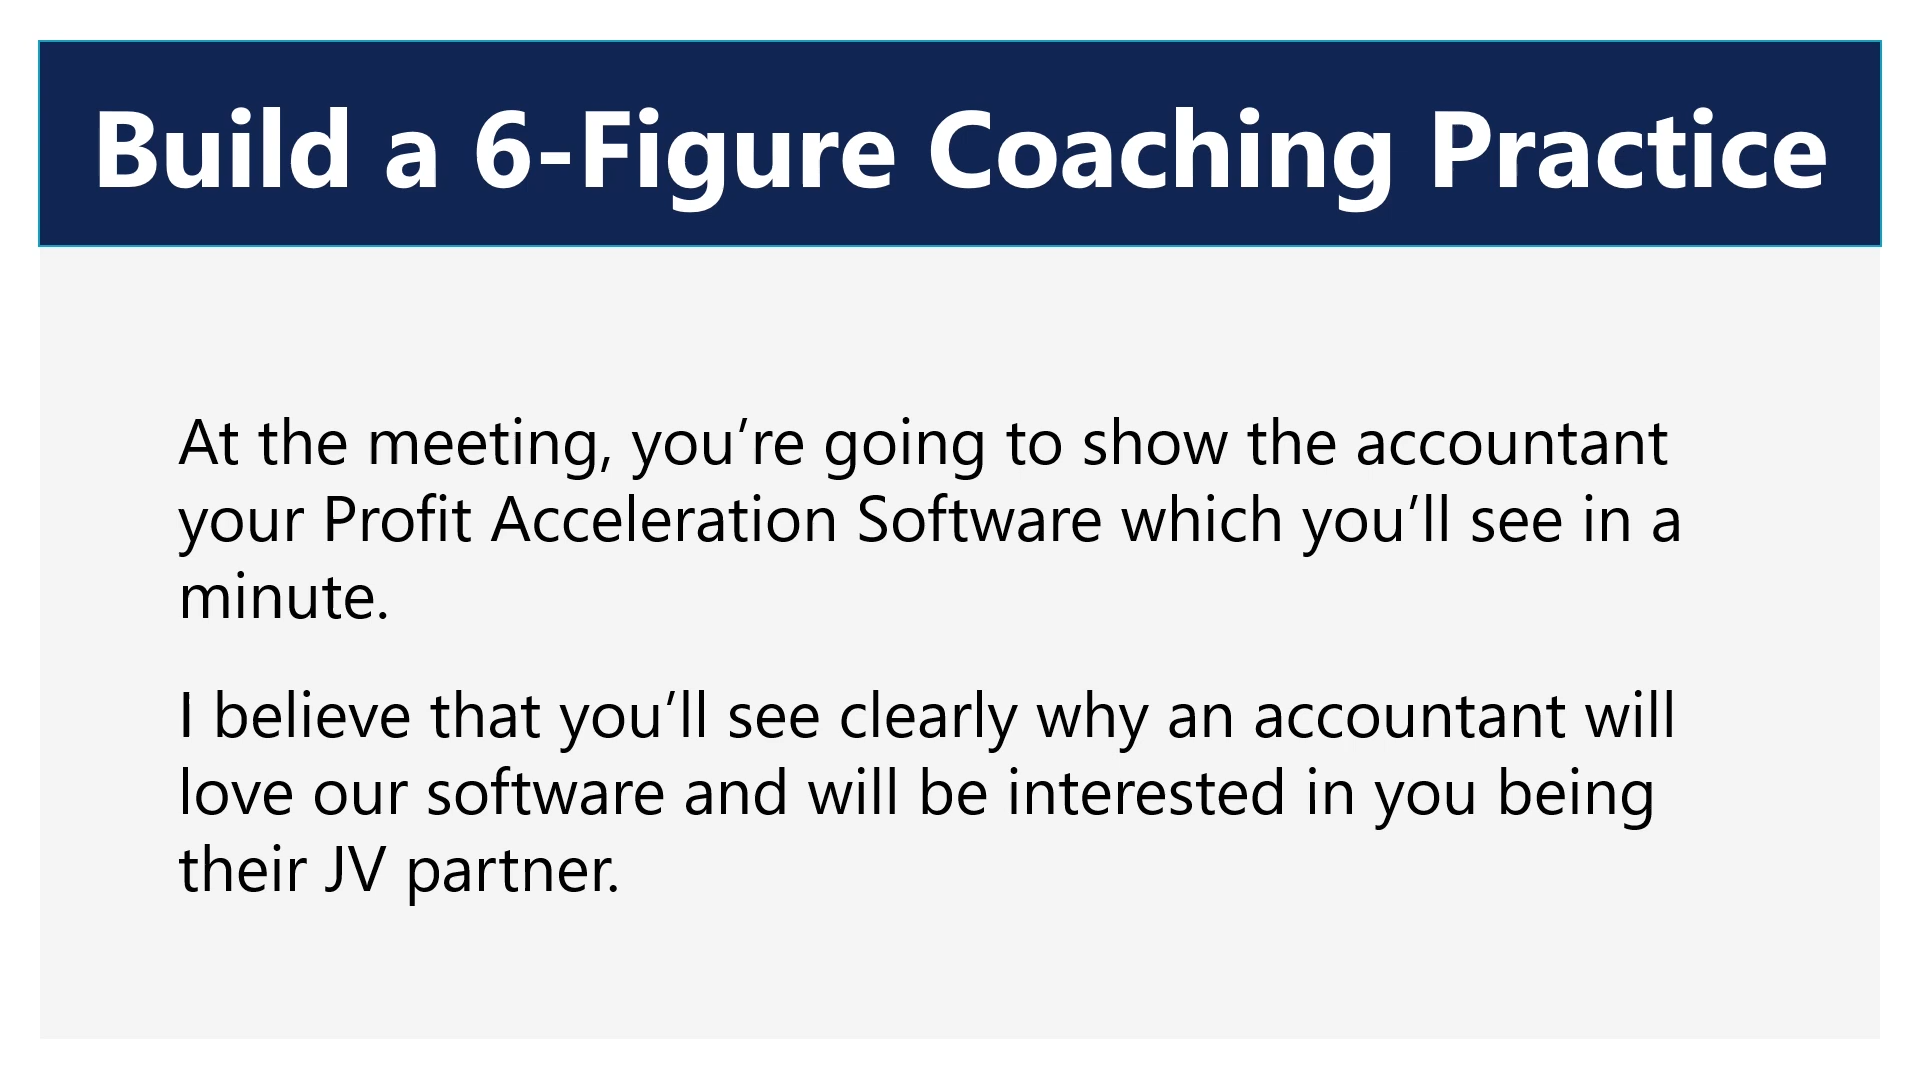 Build a 6-Figure Coaching Practice
At the meeting, you’re going to show the accountant
your Profit Acceleration Software which you’ll see in a
minute.
I believe that you’ll see clearly why an accountant will
love our software and will be interested in you being
their JV partner.